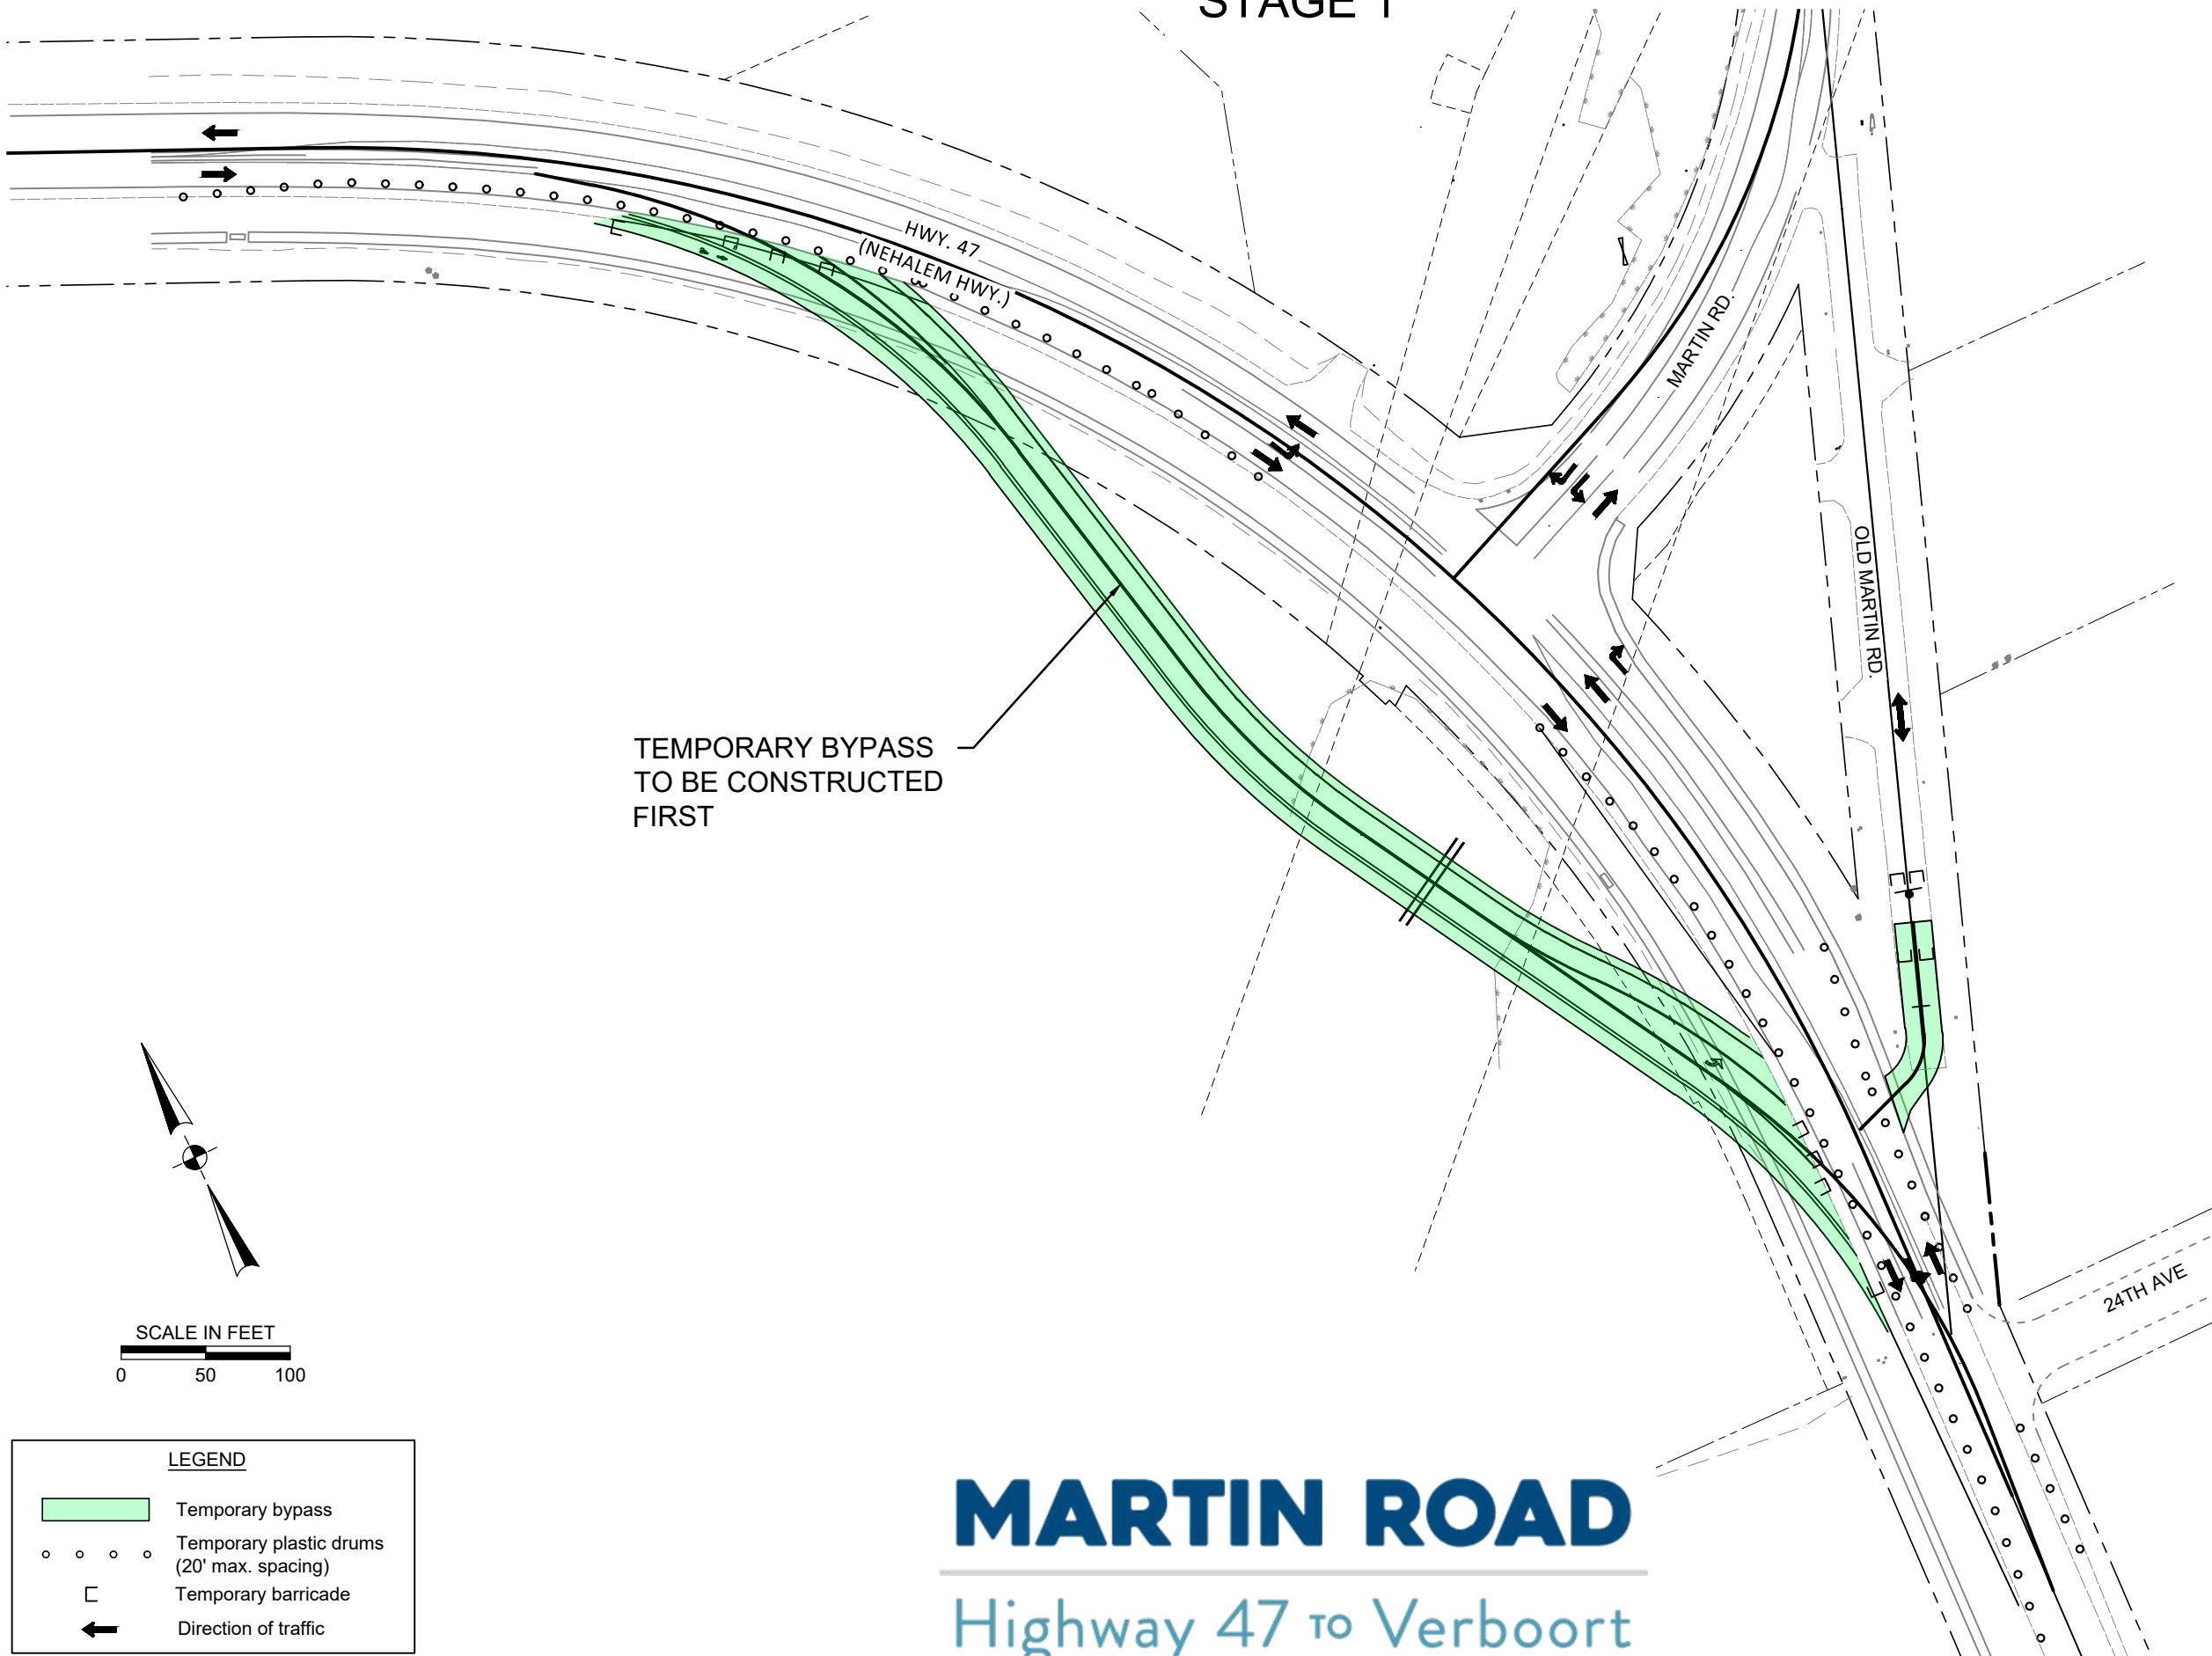 STAGE 1
HWY. 47
(NEHALEM HWY.)
MARTIN RD.
OLD MARTIN RD.
TEMPORARY BYPASS
TO BE CONSTRUCTED
FIRST
24TH AVE
SCALE IN FEET
0 50 100
LEGEND
Temporary bypass
Temporary plastic drums
(20' max. spacing)
Temporary barricade
Direction of traffic
MARTIN ROAD
Highway 47 TO Verboort